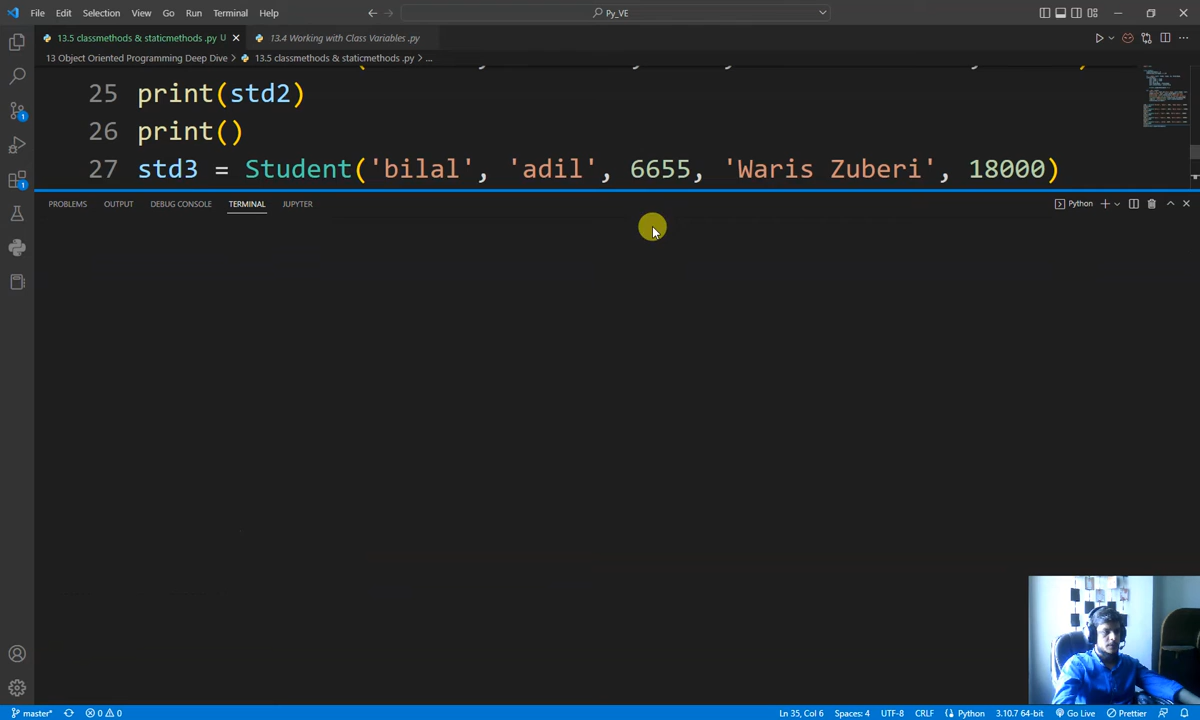 File Edit Selection View Go Run Terminal Help
Py_VE
13.5 classmethods & staticmethods .py U
13.4 Working with Class Variables .py
13 Object Oriented Programming Deep Dive > 13.5 classmethods & staticmethods .py > ...
25 print(std2)
26 print()
27 std3 = Student('bilal', 'adil', 6655, 'Waris Zuberi', 18000)
PROBLEMS OUTPUT DEBUG CONSOLE TERMINAL JUPYTER
Python
1
1
master* 0 0 Ln 35, Col 6 Spaces: 4 UTF-8 CRLF Python 3.10.7 64-bit Go Live Prettier